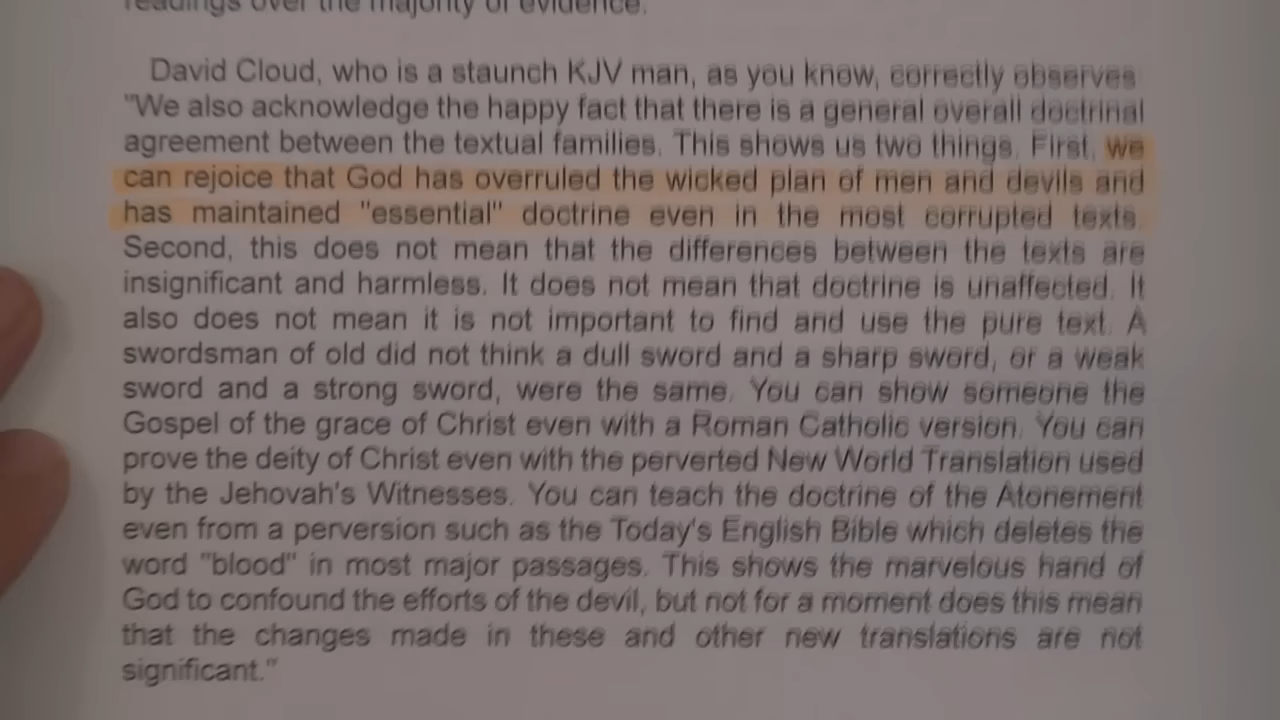 readings over the majority of evidence.
David Cloud, who is a staunch KJV man, as you know, correctly observes
"We also acknowledge the happy fact that there is a general overall doctrinal
agreement between the textual families. This shows us two things. First, we
can rejoice that God has overruled the wicked plan of men and devils and
has maintained "essential" doctrine even in the most corrupted texts.
Second, this does not mean that the differences between the texts are
insignificant and harmless. It does not mean that doctrine is unaffected. It
also does not mean it is not important to find and use the pure text. A
swordsman of old did not think a dull sword and a sharp sword, or a weak
sword and a strong sword, were the same. You can show someone the
Gospel of the grace of Christ even with a Roman Catholic version. You can
prove the deity of Christ even with the perverted New World Translation used
by the Jehovah's Witnesses. You can teach the doctrine of the Atonement
even from a perversion such as the Today's English Bible which deletes the
word "blood" in most major passages. This shows the marvelous hand of
God to confound the efforts of the devil, but not for a moment does this mean
that the changes made in these and other new translations are not
significant."